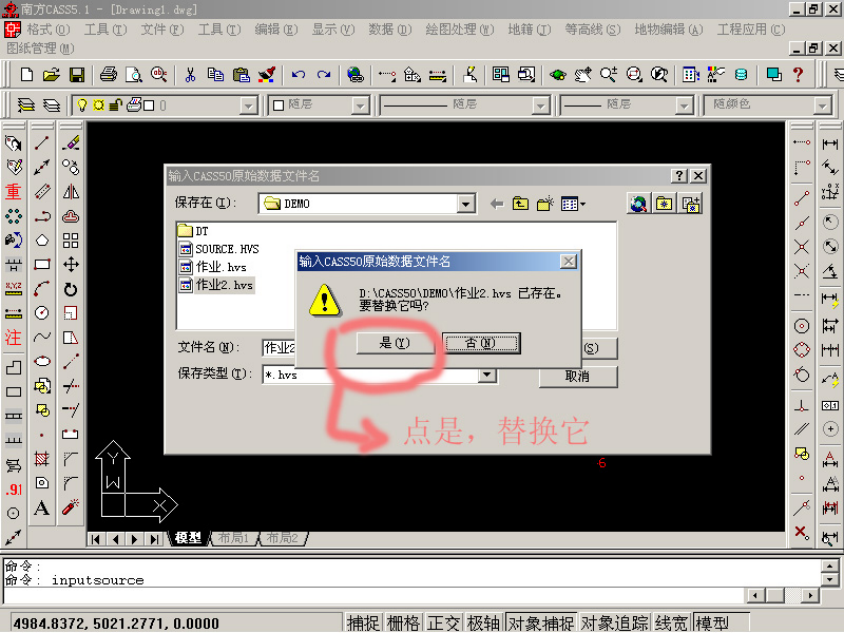 南方CASS5.1 - [Drawing1.dwg]
格式(O) 工具(T) 文件(F) 工具(T) 编辑(E) 显示(V) 数据(D) 绘图处理(W) 地籍(J) 等高线(S) 地物编辑(A) 工程应用(C)
图纸管理(M)
0 随层 随层 随层 随颜色
重
注
.91
A
输入CASS50原始数据文件名
保存在(I): DEMO
DT
SOURCE.HVS
作业.hvs
作业2.hvs
输入CASS50原始数据文件名
D:\CASS50\DEMO\作业2.hvs 已存在。
要替换它吗?
是(Y) 否(N)
文件名(N): 作业2 (S)
保存类型(T): *.hvs 取消
点是，替换它
6
Y
W
X
模型 布局1 布局2
命令:
命令: inputsource
4984.8372, 5021.2771, 0.0000 捕捉 栅格 正交 极轴 对象捕捉 对象追踪 线宽 模型